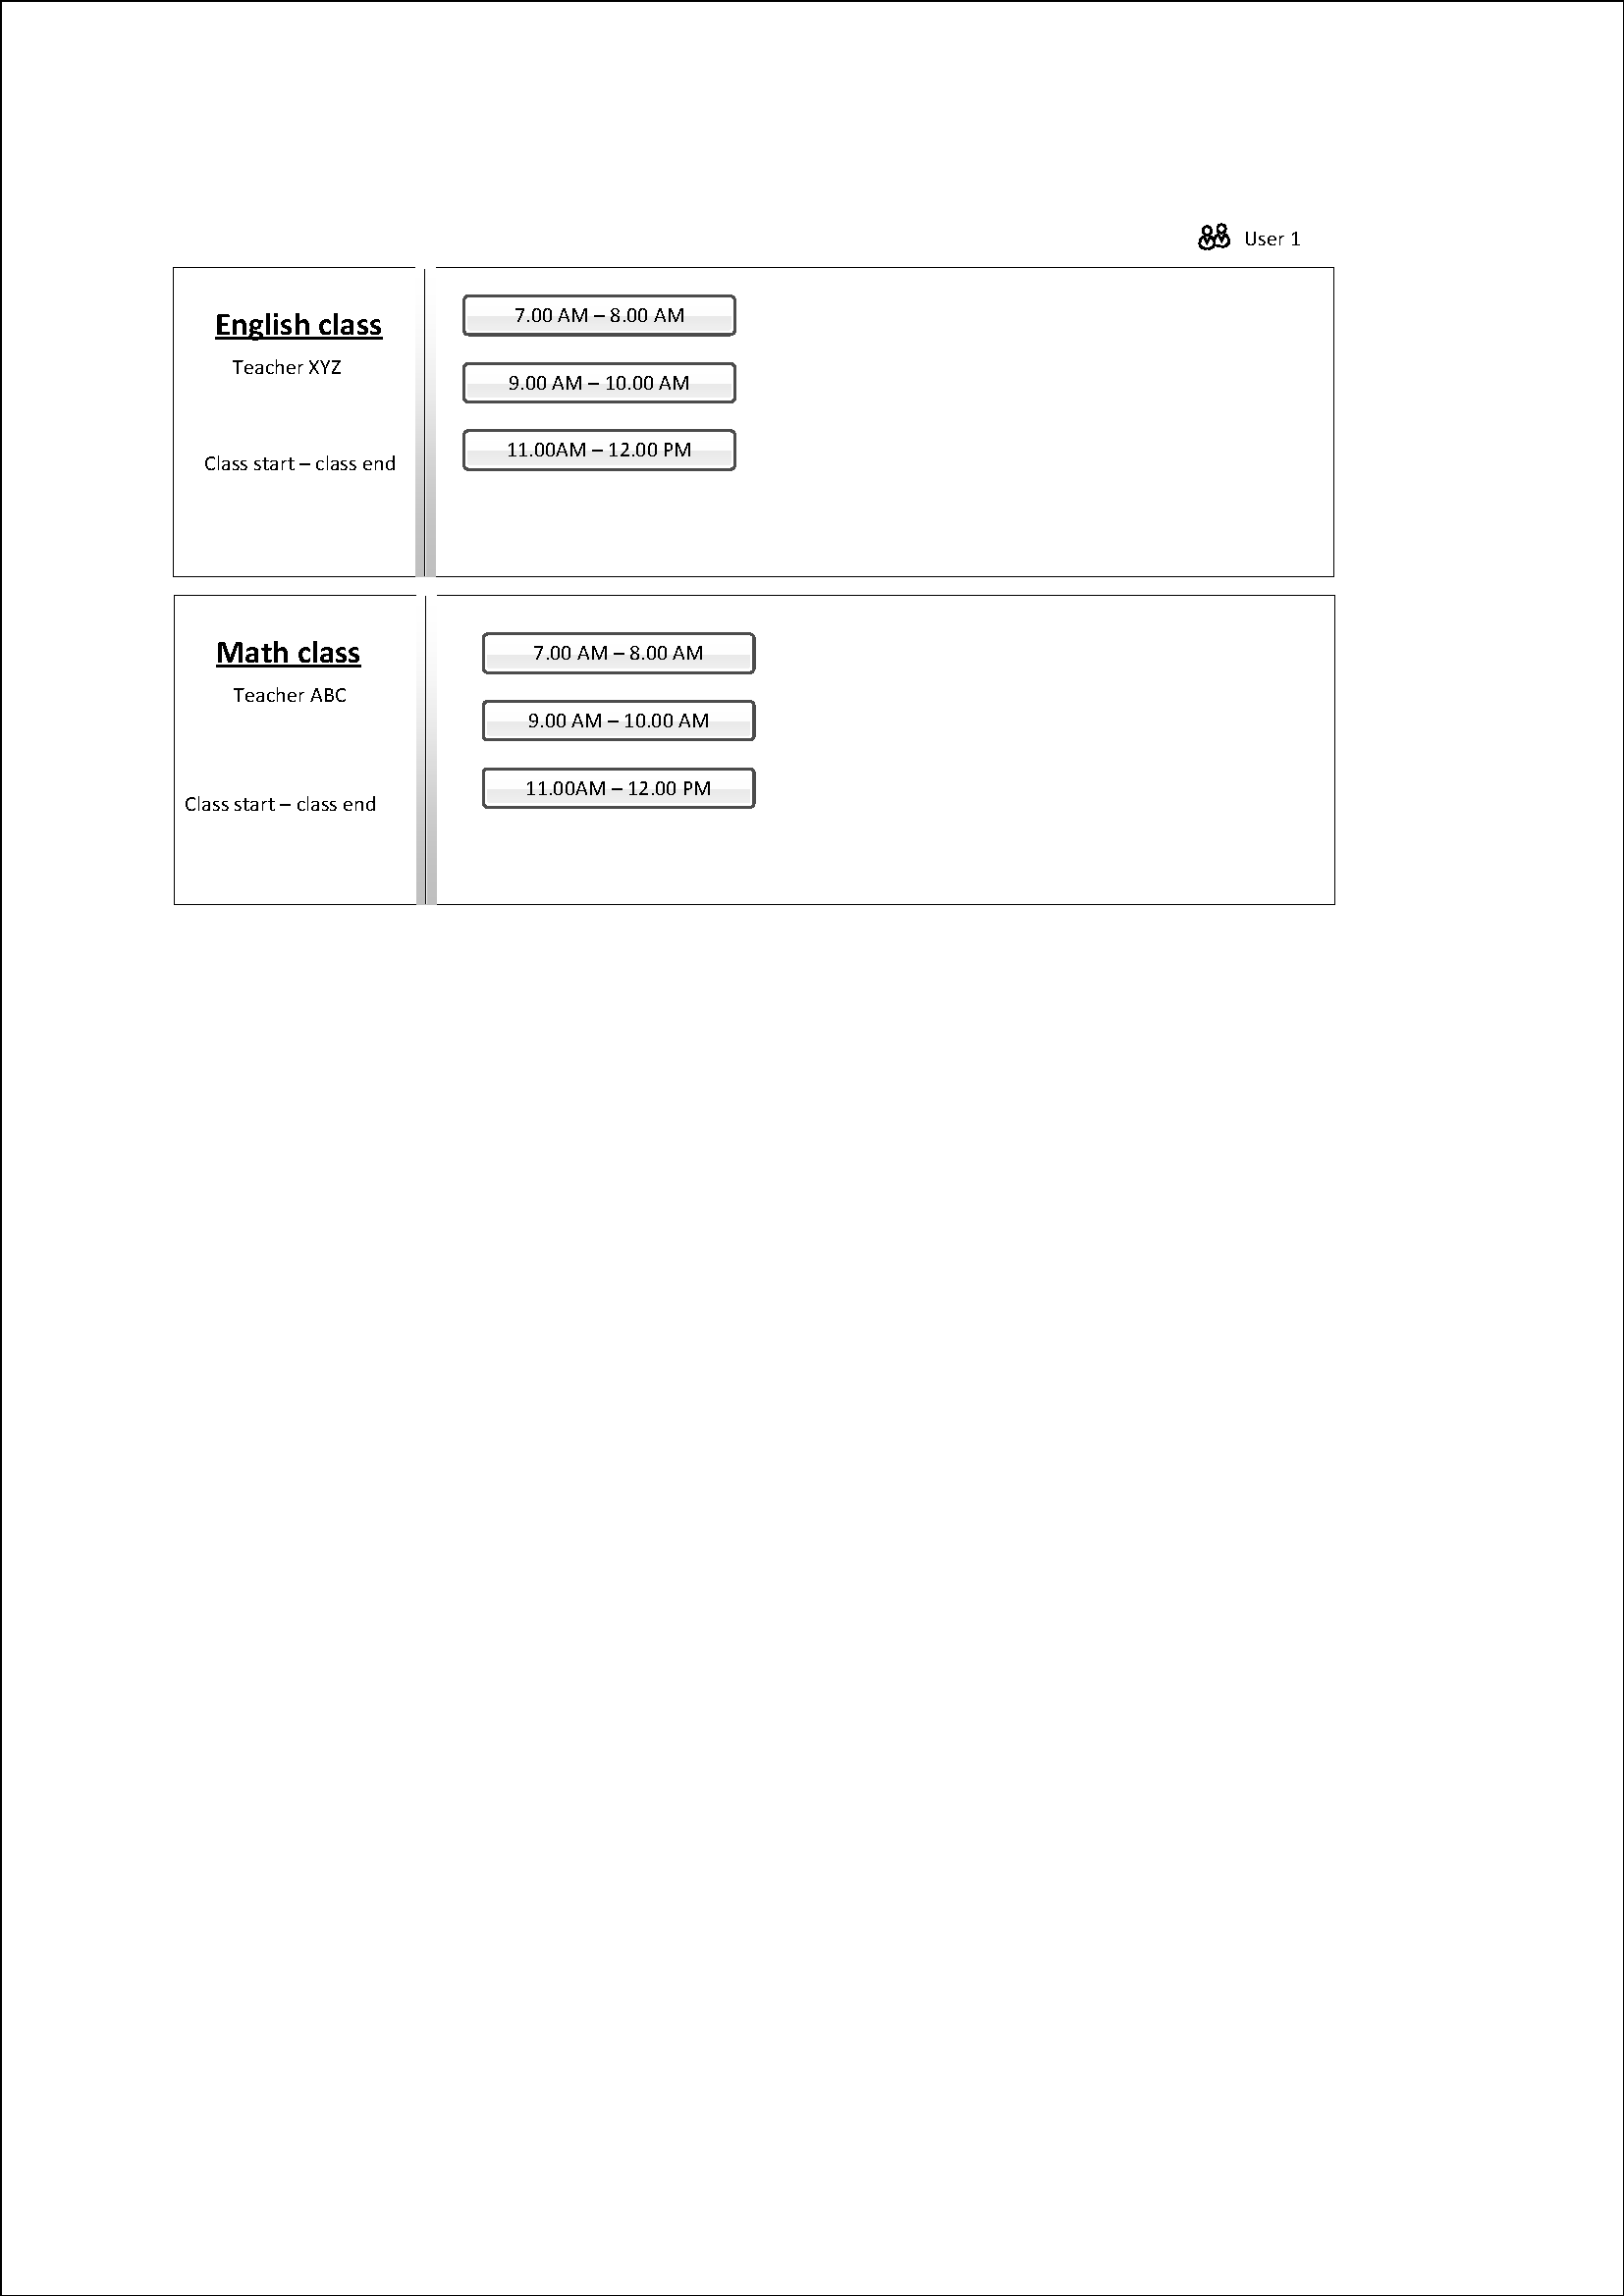 User 1
English class
Teacher XYZ
Class start – class end
7.00 AM – 8.00 AM
9.00 AM – 10.00 AM
11.00AM – 12.00 PM
Math class
Teacher ABC
Class start – class end
7.00 AM – 8.00 AM
9.00 AM – 10.00 AM
11.00AM – 12.00 PM